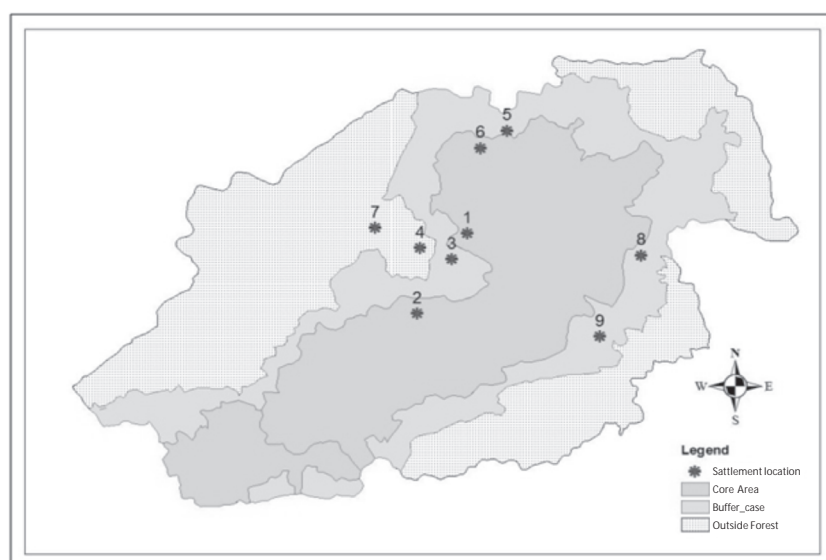 5
6
1
7
4
3
8
2
9
N
W E
S
Legend
Sattlement location
Core Area
Buffer_case
Outside Forest